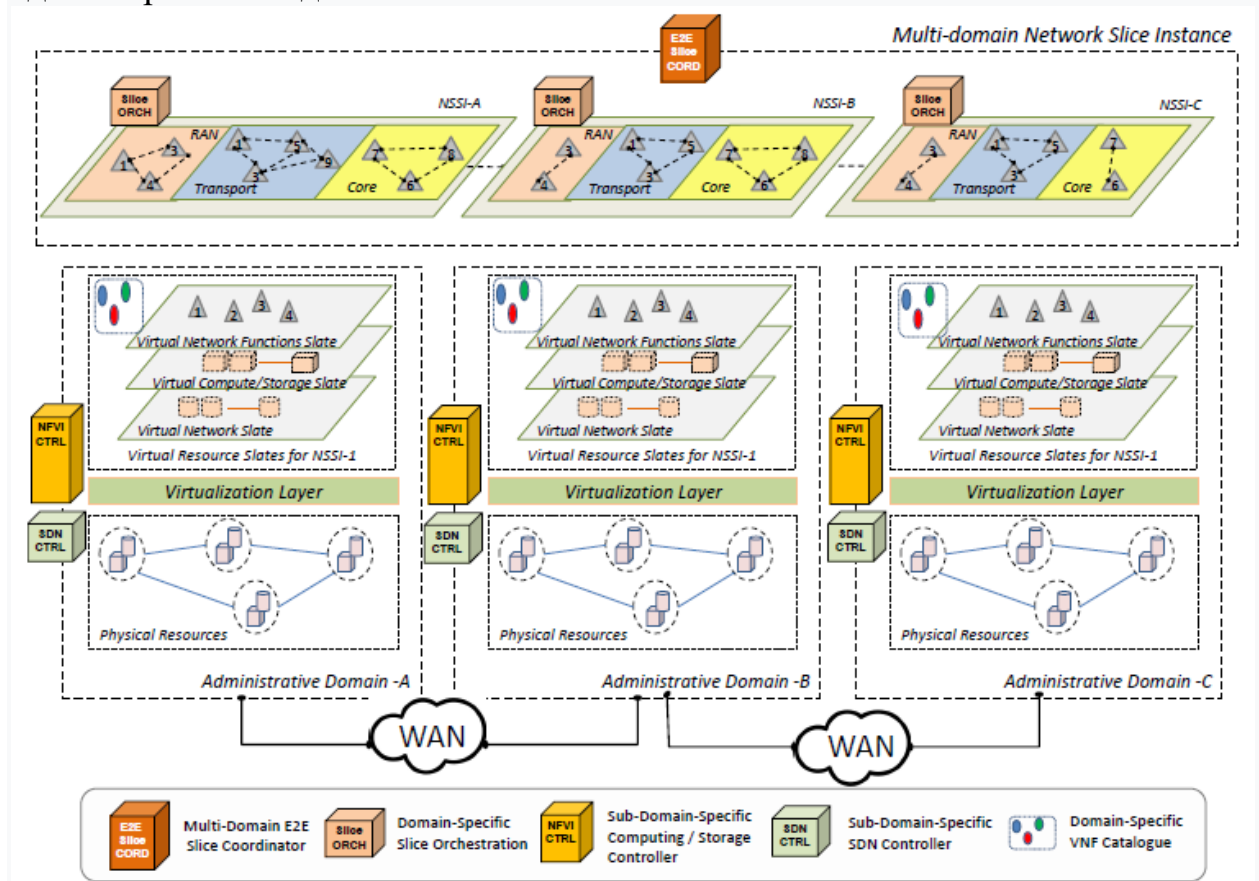 E2E
Slice
CORD
Multi-domain Network Slice Instance
Slice
ORCH
NSSI-A
RAN
1
3
4
1
5
3
9
Transport
7
8
6
Core
Slice
ORCH
NSSI-B
RAN
3
4
1
5
3
Transport
7
8
6
Core
Slice
ORCH
NSSI-C
RAN
3
4
1
5
3
Transport
7
6
Core
1 2 3 4
Virtual Network Functions Slate
Virtual Compute/Storage Slate
Virtual Network Slate
Virtual Resource Slates for NSSI-1
NFVI
CTRL
Virtualization Layer
SDN
CTRL
Physical Resources
Administrative Domain -A
1 2 3 4
Virtual Network Functions Slate
Virtual Compute/Storage Slate
Virtual Network Slate
Virtual Resource Slates for NSSI-1
NFVI
CTRL
Virtualization Layer
SDN
CTRL
Physical Resources
Administrative Domain -B
1 2 3 4
Virtual Network Functions Slate
Virtual Compute/Storage Slate
Virtual Network Slate
Virtual Resource Slates for NSSI-1
NFVI
CTRL
Virtualization Layer
SDN
CTRL
Physical Resources
Administrative Domain -C
WAN
WAN
E2E
Slice
CORD
Multi-Domain E2E
Slice Coordinator
Slice
ORCH
Domain-Specific
Slice Orchestration
NFVI
CTRL
Sub-Domain-Specific
Computing / Storage
Controller
SDN
CTRL
Sub-Domain-Specific
SDN Controller
Domain-Specific
VNF Catalogue